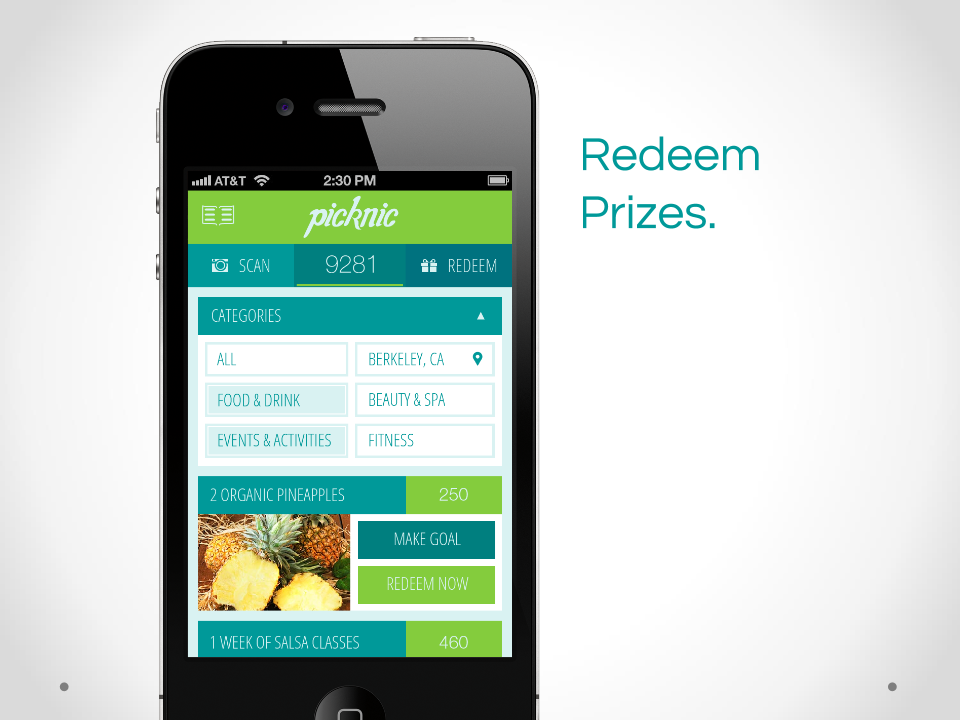 Redeem
Prizes.
AT&T 2:30 PM
picknic
SCAN 9281 REDEEM
CATEGORIES
ALL BERKELEY, CA
FOOD & DRINK BEAUTY & SPA
EVENTS & ACTIVITIES FITNESS
2 ORGANIC PINEAPPLES 250
MAKE GOAL
REDEEM NOW
1 WEEK OF SALSA CLASSES 460